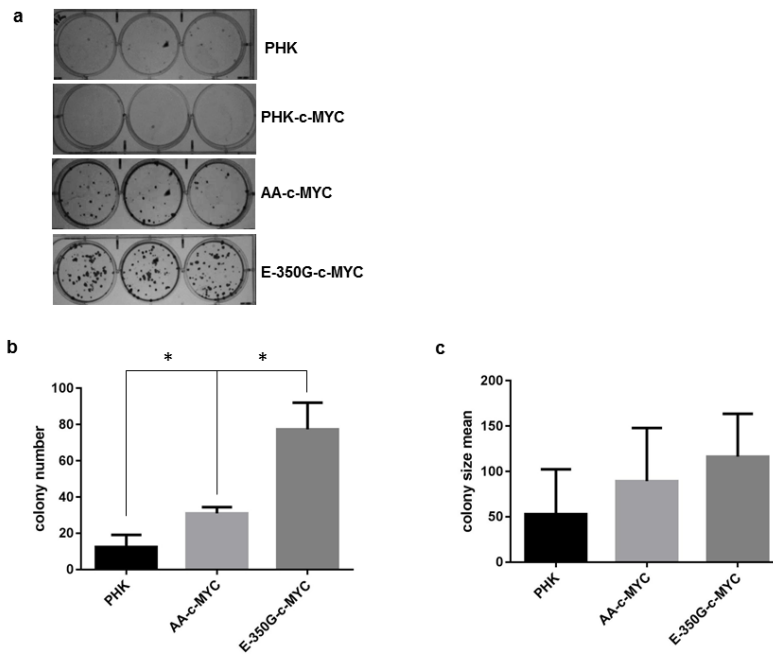 a
PHK
PHK-c-MYC
AA-c-MYC
E-350G-c-MYC
b
* *
colony number
100
80
60
40
20
0
PHK
AA-c-MYC
E-350G-c-MYC
c
colony size mean
200
150
100
50
0
PHK
AA-c-MYC
E-350G-c-MYC